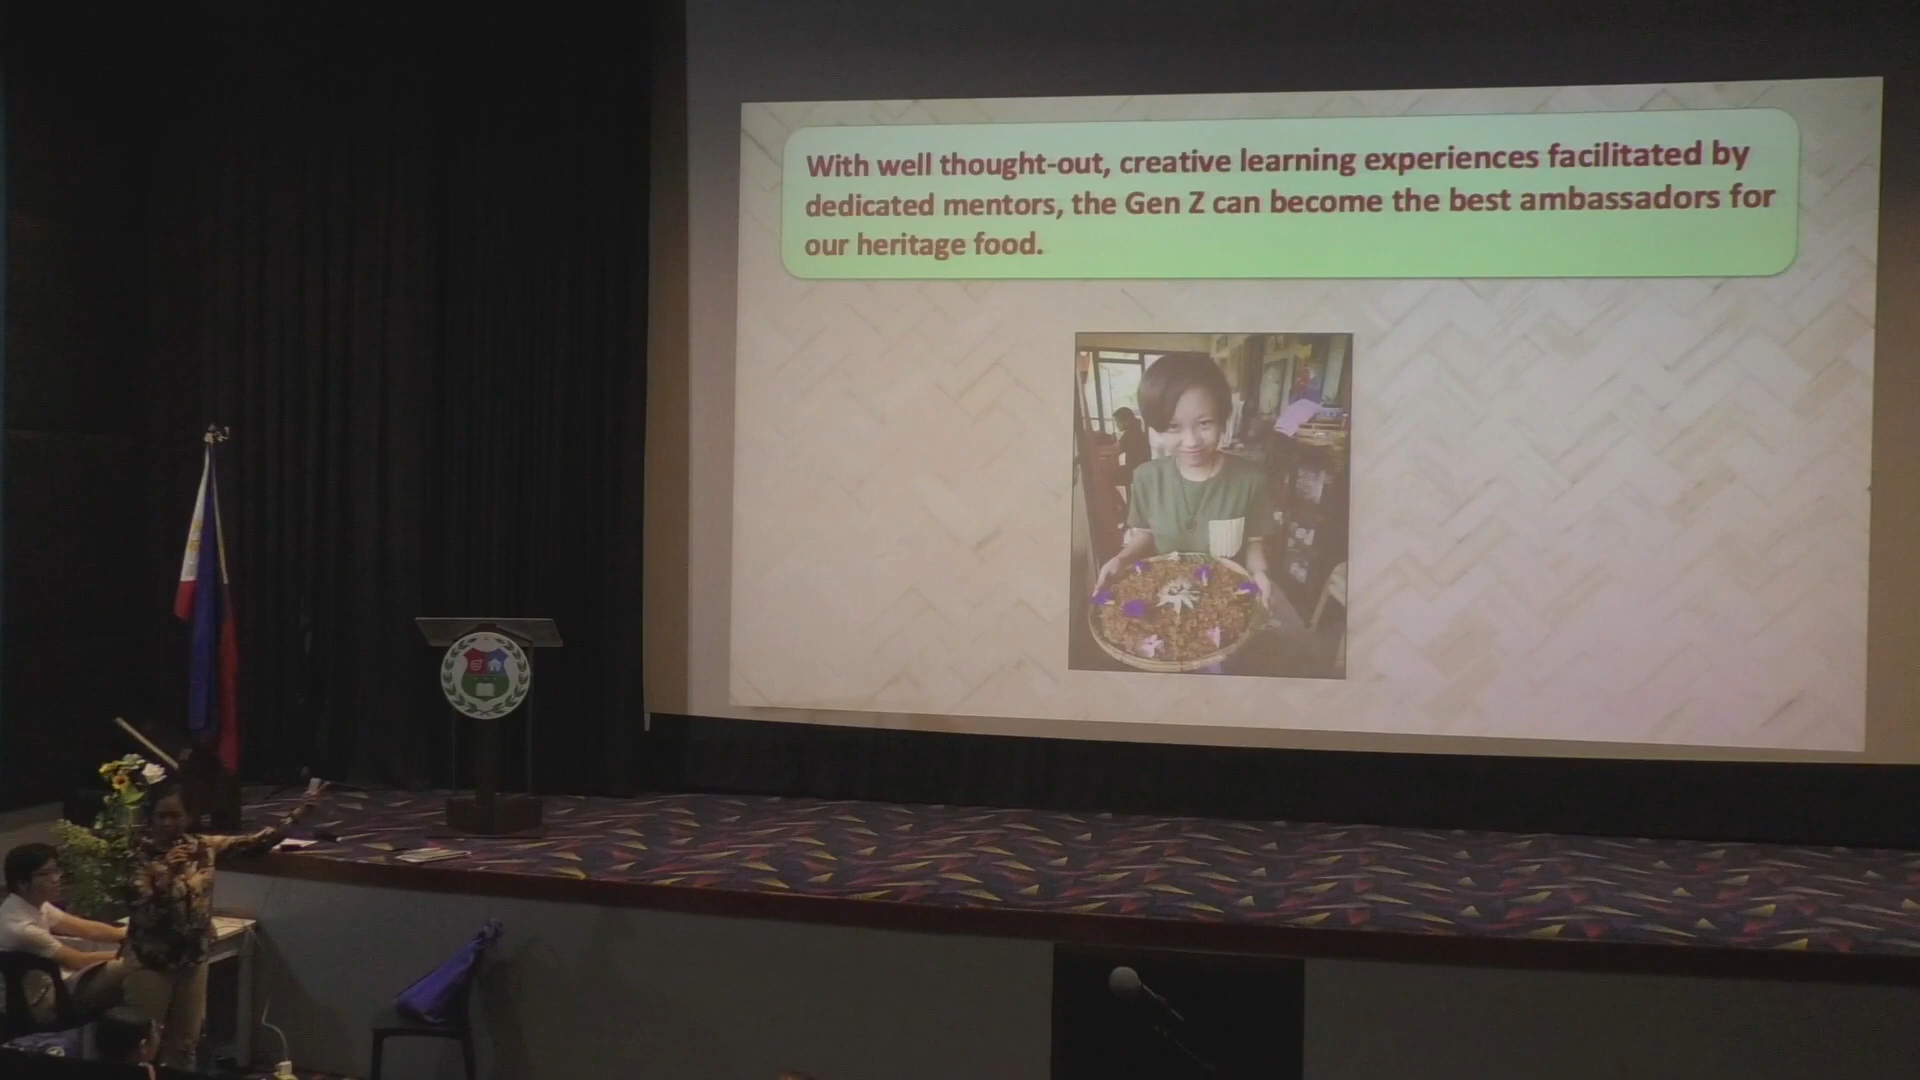 With well thought-out, creative learning experiences facilitated by
dedicated mentors, the Gen Z can become the best ambassadors for
our heritage food.